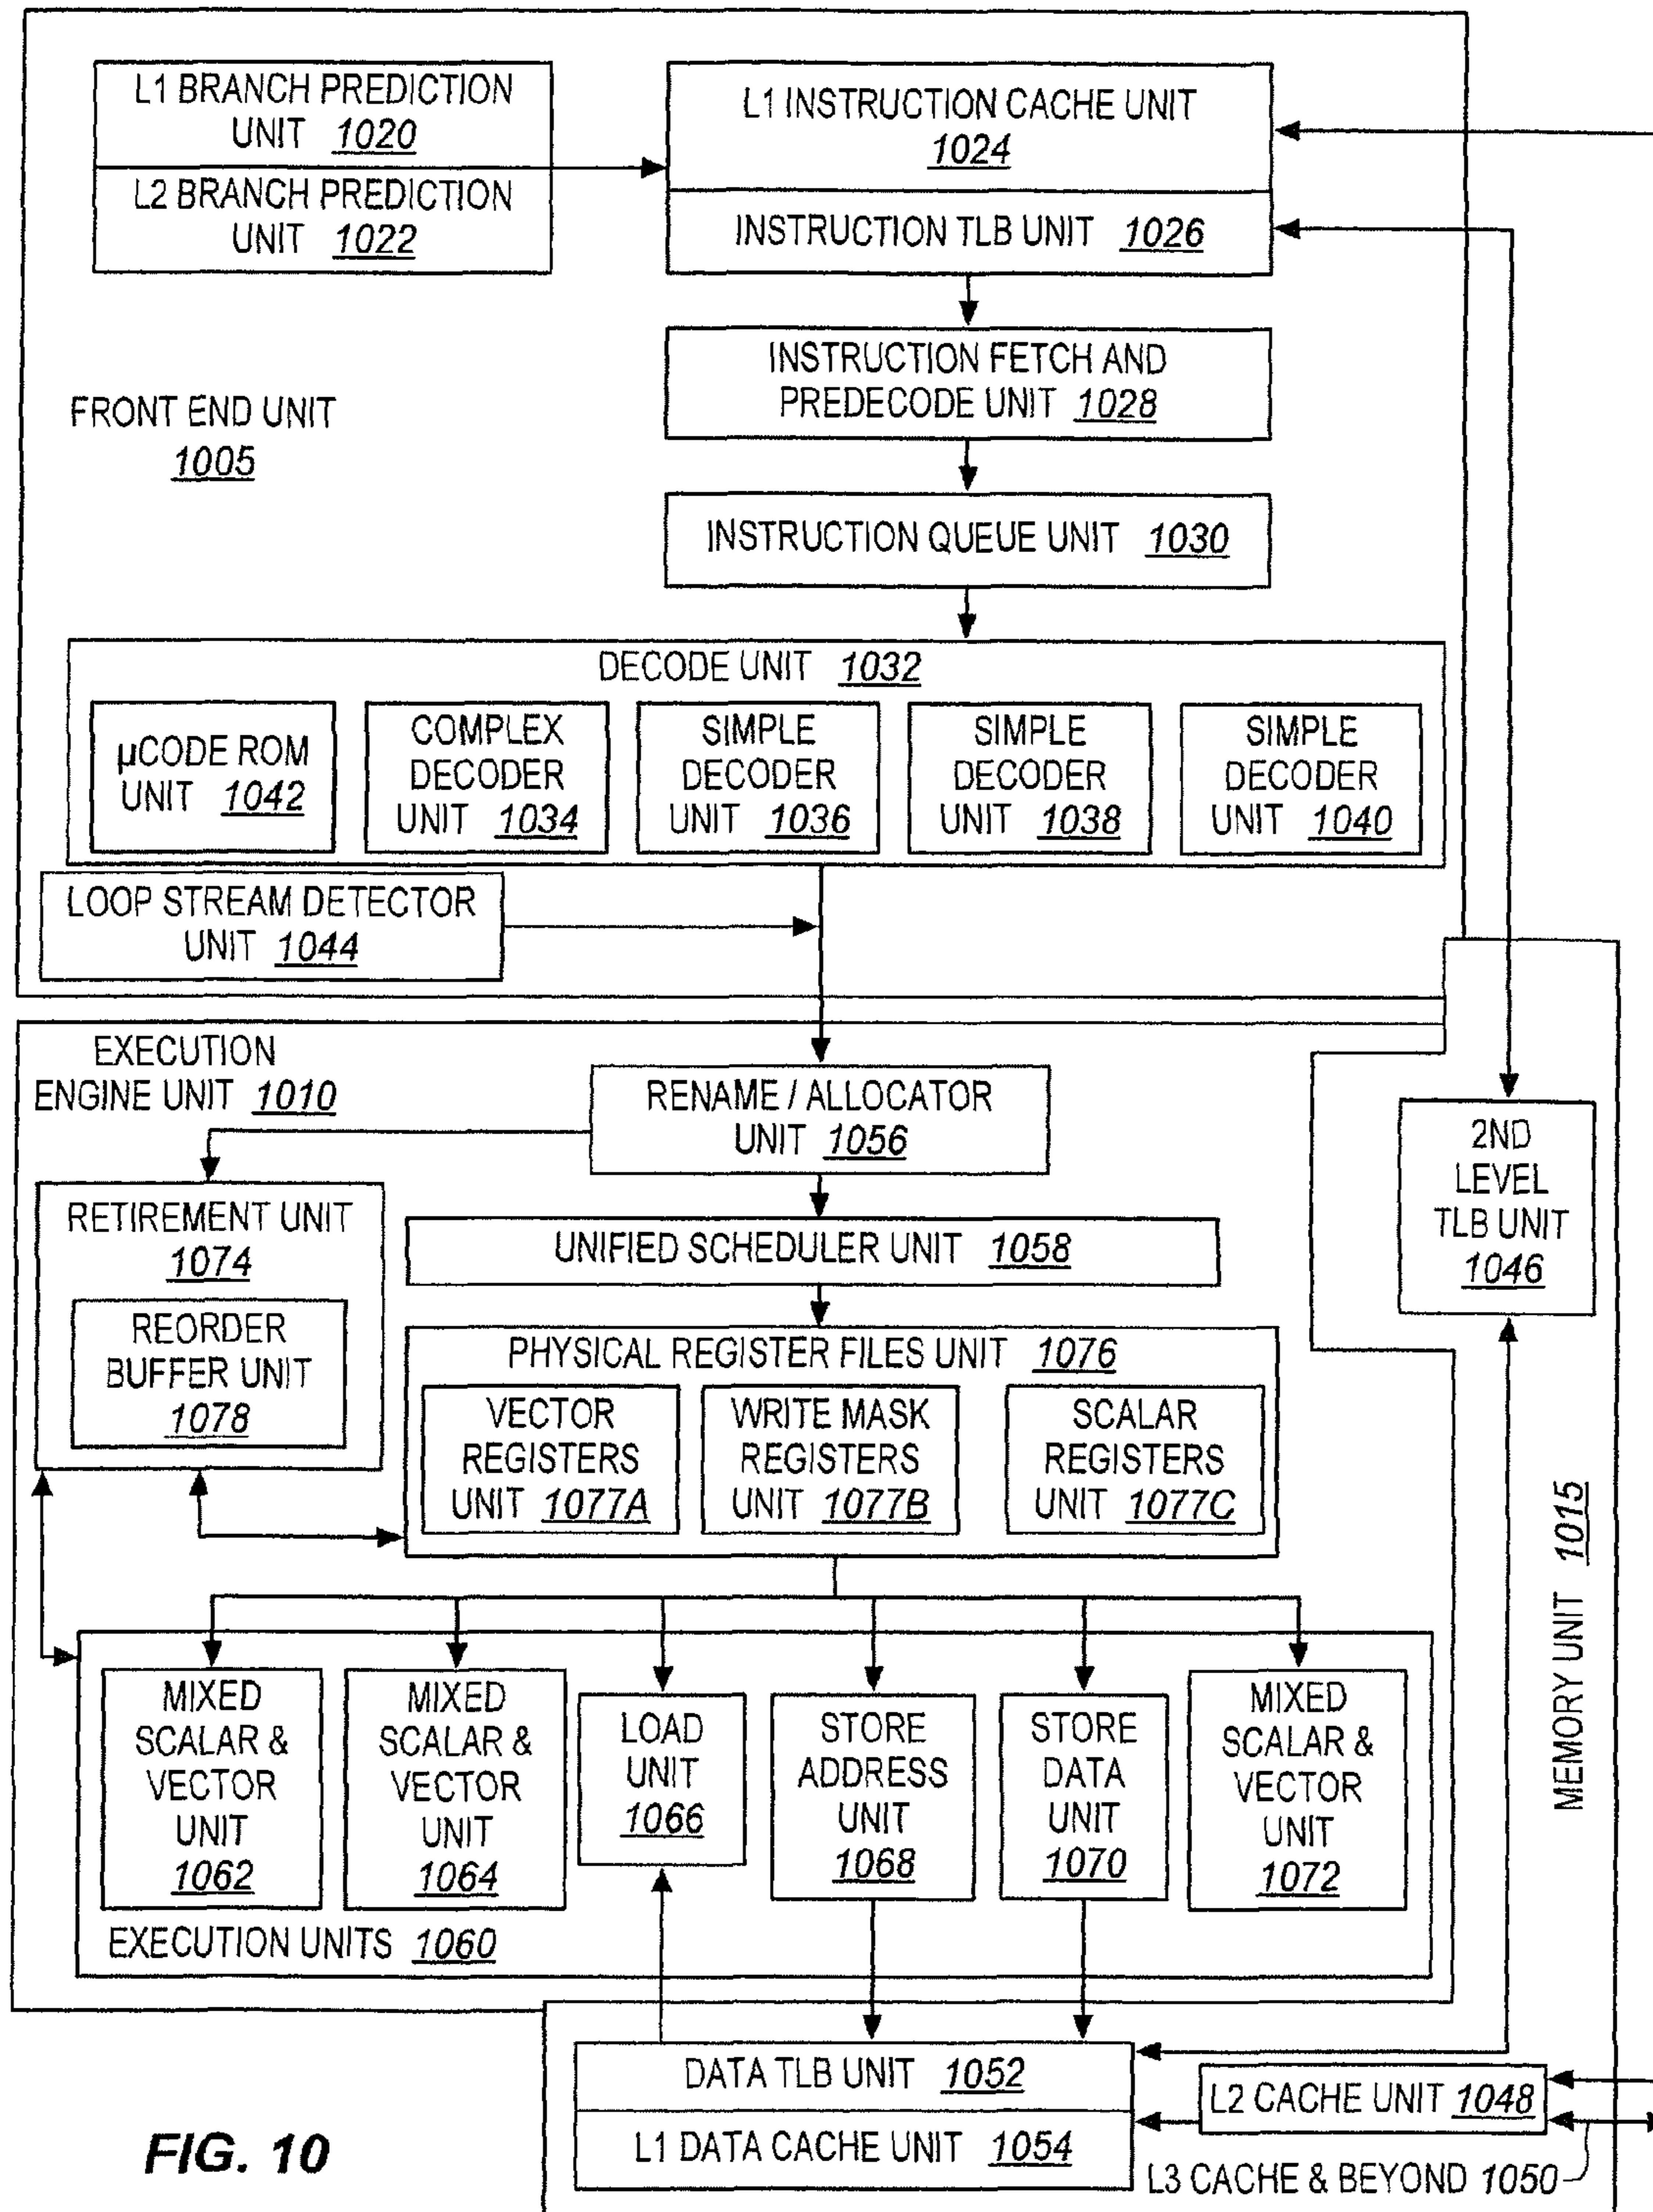 L1 BRANCH PREDICTION
UNIT 1020
L2 BRANCH PREDICTION
UNIT 1022
L1 INSTRUCTION CACHE UNIT
1024
INSTRUCTION TLB UNIT 1026
INSTRUCTION FETCH AND
PREDECODE UNIT 1028
FRONT END UNIT
1005
INSTRUCTION QUEUE UNIT 1030
DECODE UNIT 1032
µCODE ROM
UNIT 1042
COMPLEX
DECODER
UNIT 1034
SIMPLE
DECODER
UNIT 1036
SIMPLE
DECODER
UNIT 1038
SIMPLE
DECODER
UNIT 1040
LOOP STREAM DETECTOR
UNIT 1044
EXECUTION
ENGINE UNIT 1010
RENAME / ALLOCATOR
UNIT 1056
2ND
LEVEL
TLB UNIT
1046
RETIREMENT UNIT
1074
REORDER
BUFFER UNIT
1078
UNIFIED SCHEDULER UNIT 1058
PHYSICAL REGISTER FILES UNIT 1076
VECTOR
REGISTERS
UNIT 1077A
WRITE MASK
REGISTERS
UNIT 1077B
SCALAR
REGISTERS
UNIT 1077C
MEMORY UNIT 1015
MIXED
SCALAR &
VECTOR
UNIT
1062
MIXED
SCALAR &
VECTOR
UNIT
1064
LOAD
UNIT
1066
STORE
ADDRESS
UNIT
1068
STORE
DATA
UNIT
1070
MIXED
SCALAR &
VECTOR
UNIT
1072
EXECUTION UNITS 1060
DATA TLB UNIT 1052
L1 DATA CACHE UNIT 1054
L2 CACHE UNIT 1048
L3 CACHE & BEYOND 1050
FIG. 10